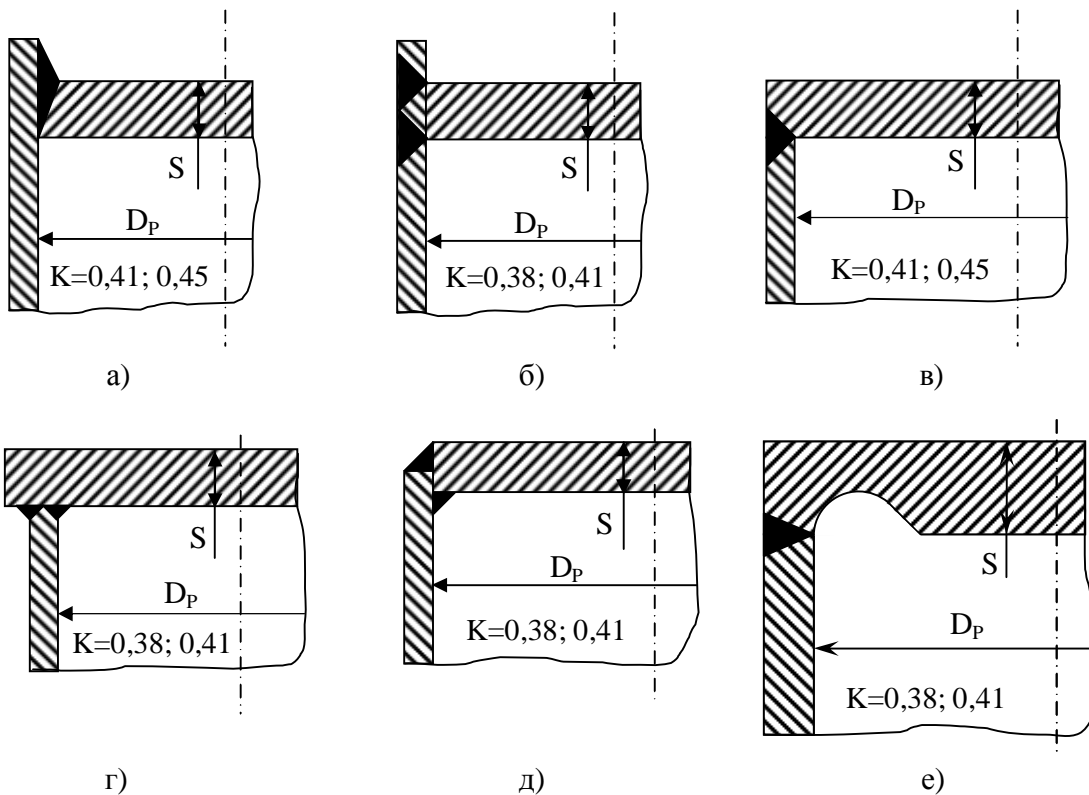 S
D_P
K=0,41; 0,45
а)
S
D_P
K=0,38; 0,41
б)
S
D_P
K=0,41; 0,45
в)
S
D_P
K=0,38; 0,41
г)
S
D_P
K=0,38; 0,41
д)
S
D_P
K=0,38; 0,41
е)